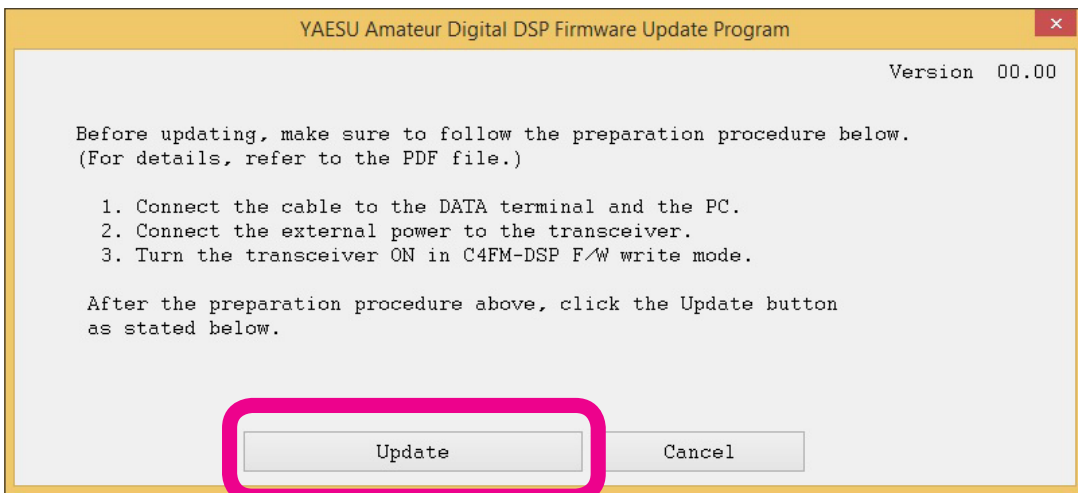 YAESU Amateur Digital DSP Firmware Update Program
Version 00.00
Before updating, make sure to follow the preparation procedure below.
(For details, refer to the PDF file.)
1. Connect the cable to the DATA terminal and the PC.
2. Connect the external power to the transceiver.
3. Turn the transceiver ON in C4FM-DSP F/W write mode.
After the preparation procedure above, click the Update button
as stated below.
Update Cancel